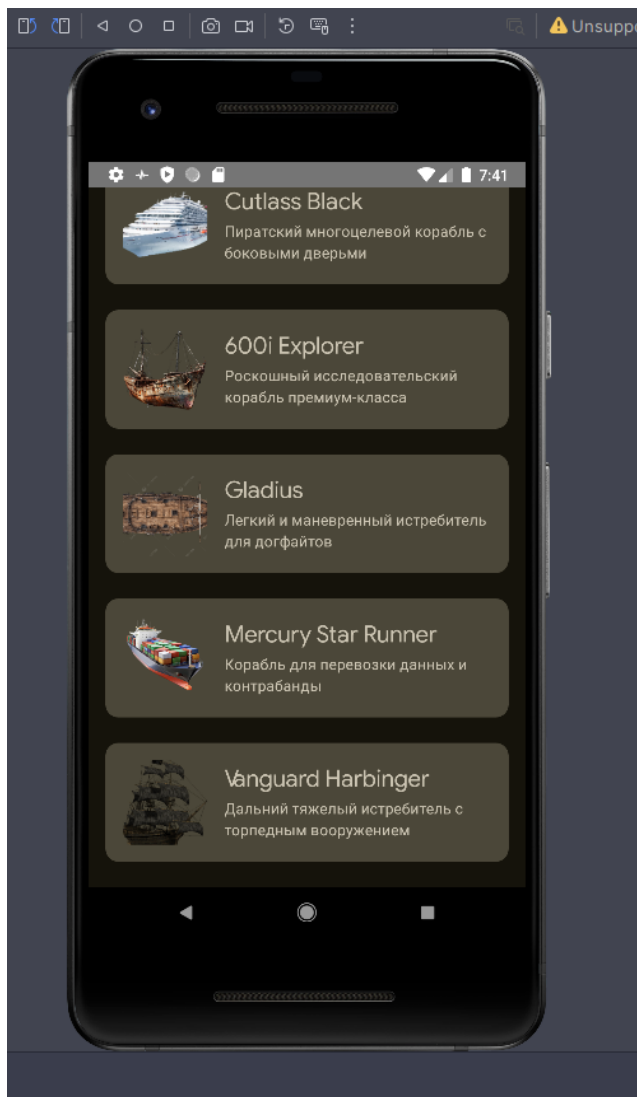 Unsuppo
7:41
Cutlass Black
Пиратский многоцелевой корабль с
боковыми дверьми
600i Explorer
Роскошный исследовательский
корабль премиум-класса
Gladius
Легкий и маневренный истребитель
для догфайтов
Mercury Star Runner
Корабль для перевозки данных и
контрабанды
Vanguard Harbinger
Дальний тяжелый истребитель с
торпедным вооружением